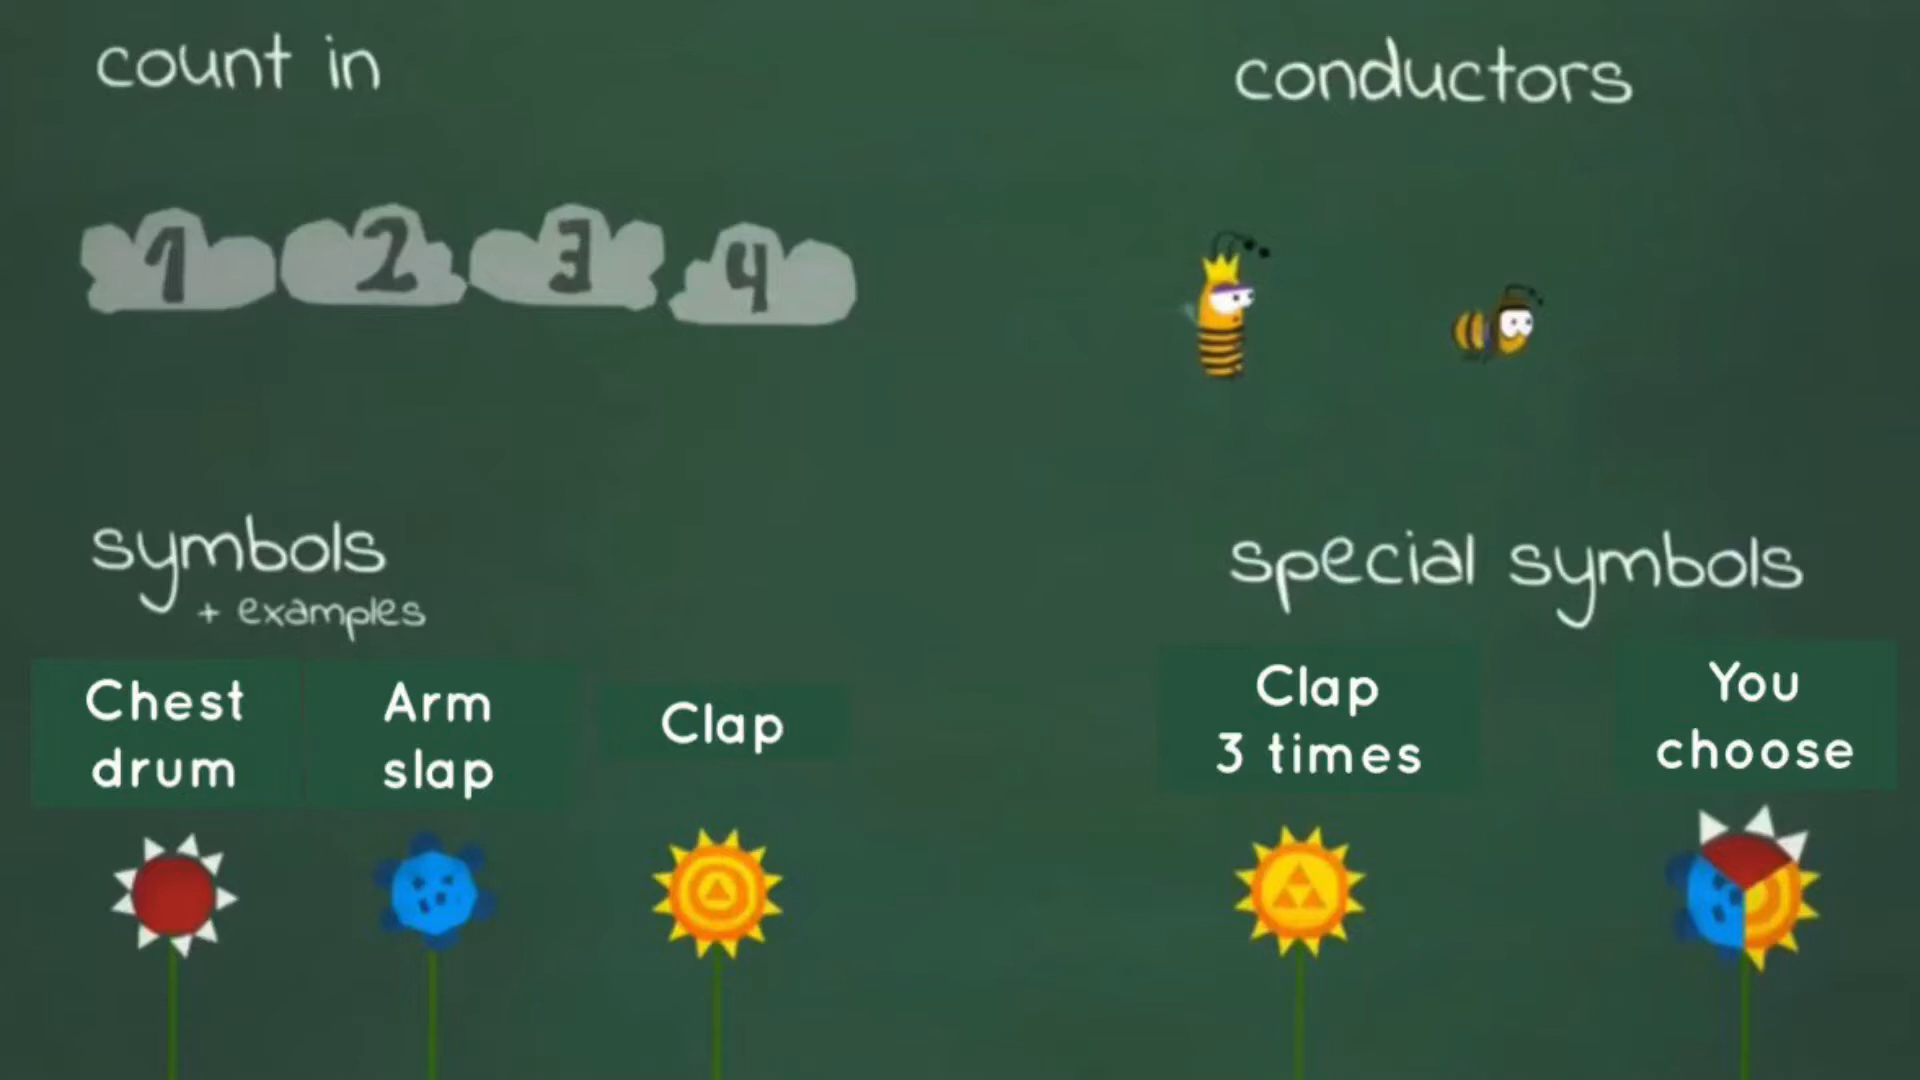 count in
1 2 3 4
conductors
symbols
+ examples
Chest
drum
Arm
slap
Clap
special symbols
Clap
3 times
You
choose